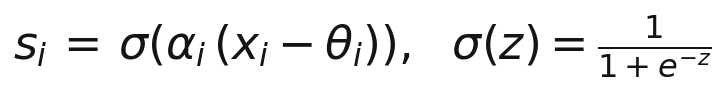 sᵢ = σ(αᵢ (xᵢ − θᵢ)), σ(z) = 1 / (1 + e⁻ᶻ)